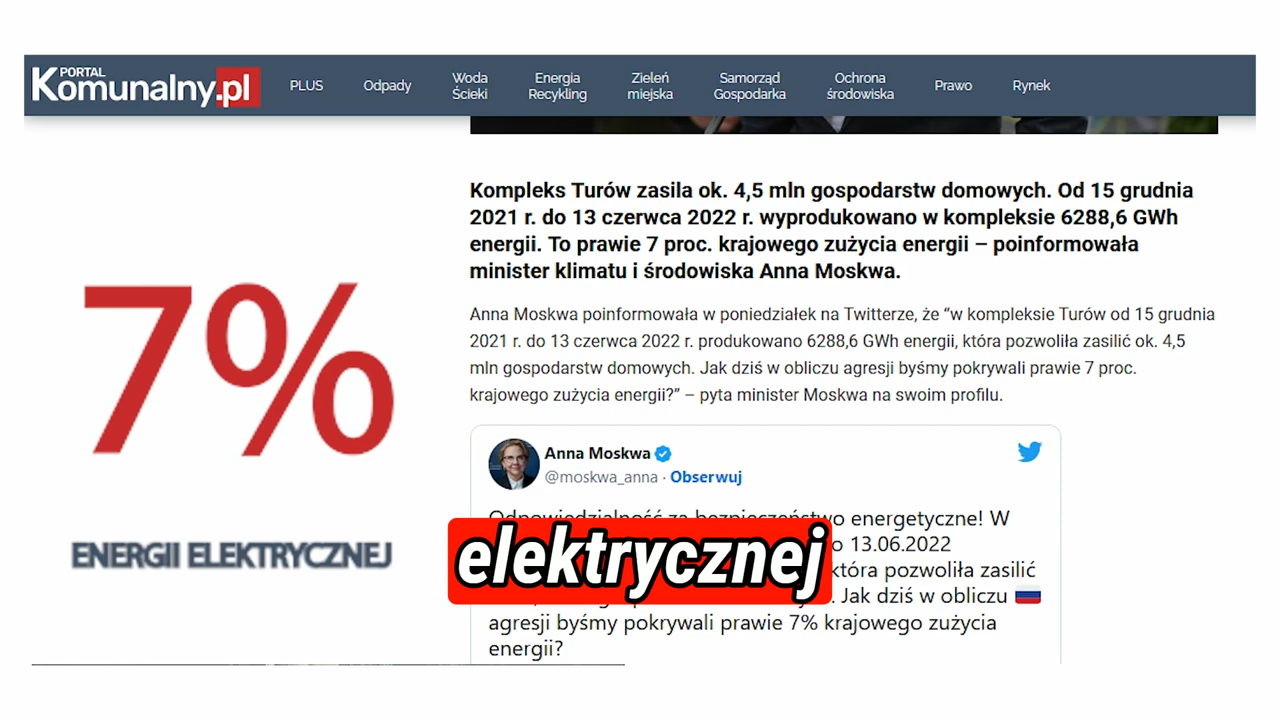 PORTAL
Komunalny.pl
PLUS
Odpady
Woda
Ścieki
Energia
Recykling
Zieleń
miejska
Samorząd
Gospodarka
Ochrona
środowiska
Prawo
Rynek
Kompleks Turów zasila ok. 4,5 mln gospodarstw domowych. Od 15 grudnia
2021 r. do 13 czerwca 2022 r. wyprodukowano w kompleksie 6288,6 GWh
energii. To prawie 7 proc. krajowego zużycia energii – poinformowała
minister klimatu i środowiska Anna Moskwa.
7%
ENERGII ELEKTRYCZNEJ
Anna Moskwa poinformowała w poniedziałek na Twitterze, że “w kompleksie Turów od 15 grudnia
2021 r. do 13 czerwca 2022 r. produkowano 6288,6 GWh energii, która pozwoliła zasilić ok. 4,5
mln gospodarstw domowych. Jak dziś w obliczu agresji byśmy pokrywali prawie 7 proc.
krajowego zużycia energii?” – pyta minister Moskwa na swoim profilu.
Anna Moskwa
@moskwa_anna · Obserwuj
Odpowiedzialność za bezpieczeństwo energetyczne! W
13.06.2022
która pozwoliła zasilić
Jak dziś w obliczu
agresji byśmy pokrywali prawie 7% krajowego zużycia
energii?
elektrycznej